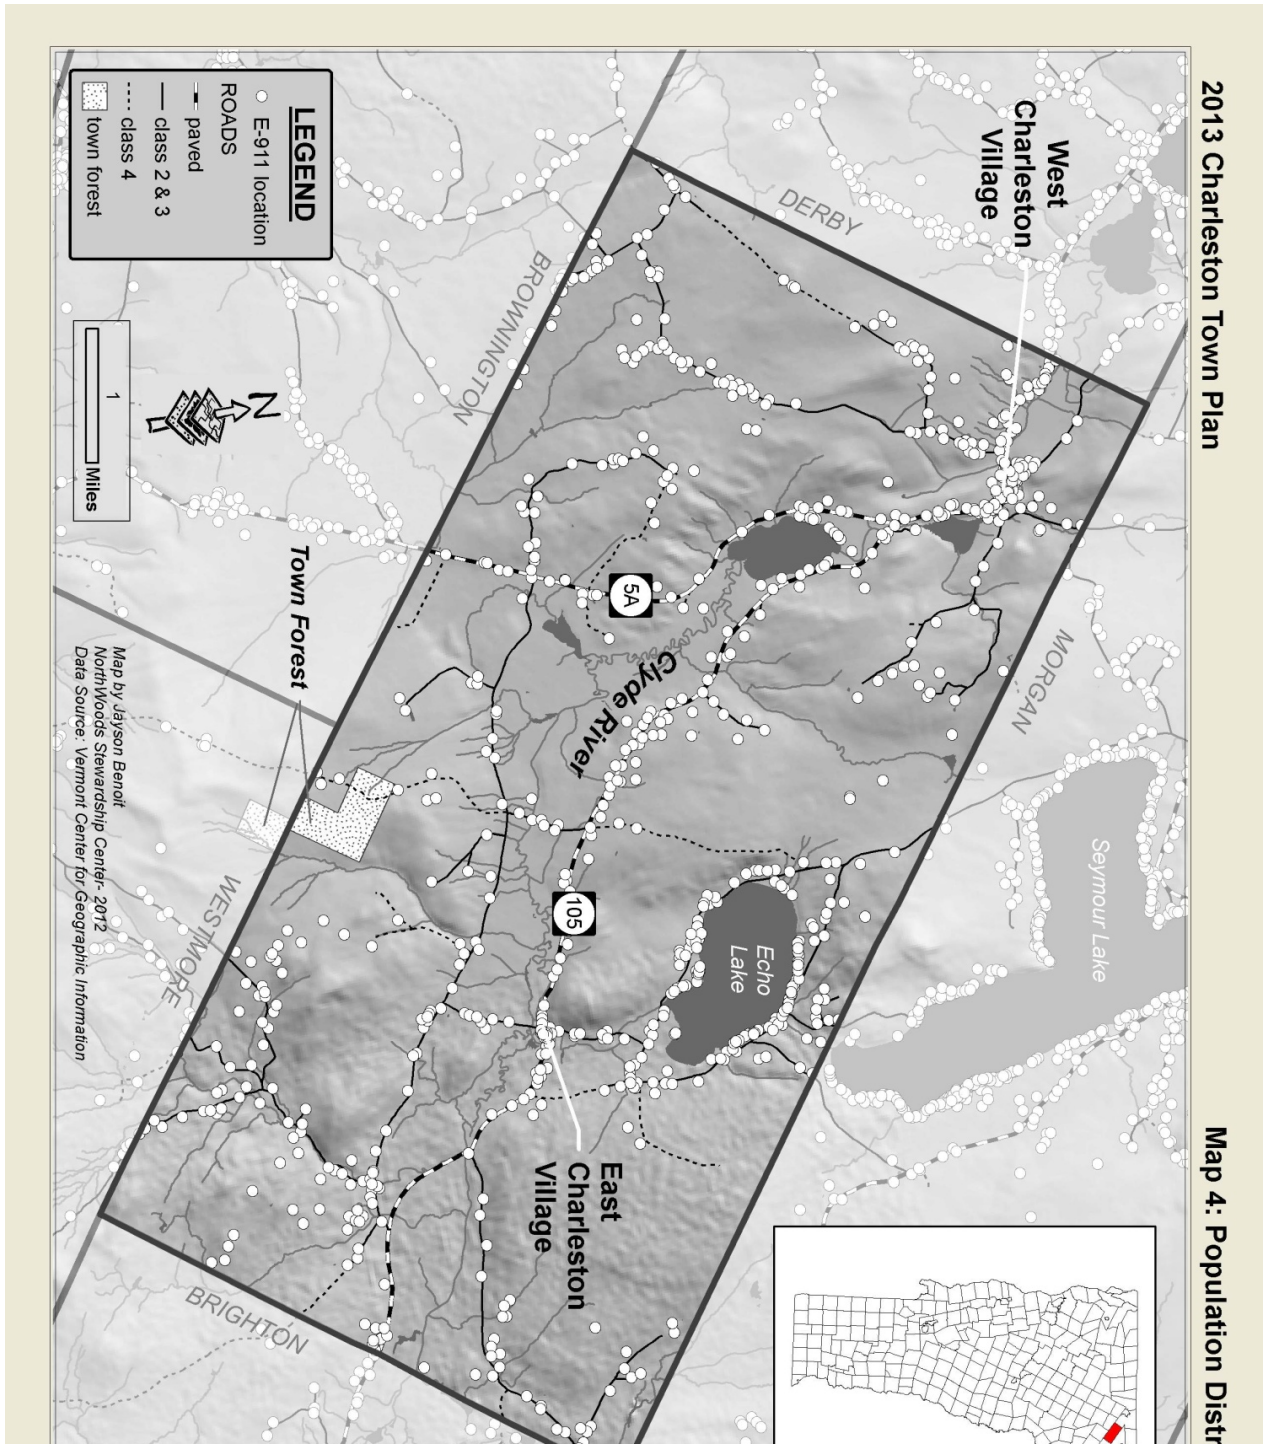 2013 Charleston Town Plan
Map 4: Population Distr
West
Charleston
Village
DERBY
LEGEND
E-911 location
ROADS
paved
class 2 & 3
class 4
town forest
BROWNINGTON
N
1
Miles
5A
Clyde River
MORGAN
Seymour Lake
Echo
Lake
105
Town Forest
WESTMORE
East
Charleston
Village
BRIGHTON
Map by Jayson Benoit
NorthWoods Stewardship Center- 2012
Data Source: Vermont Center for Geographic Information